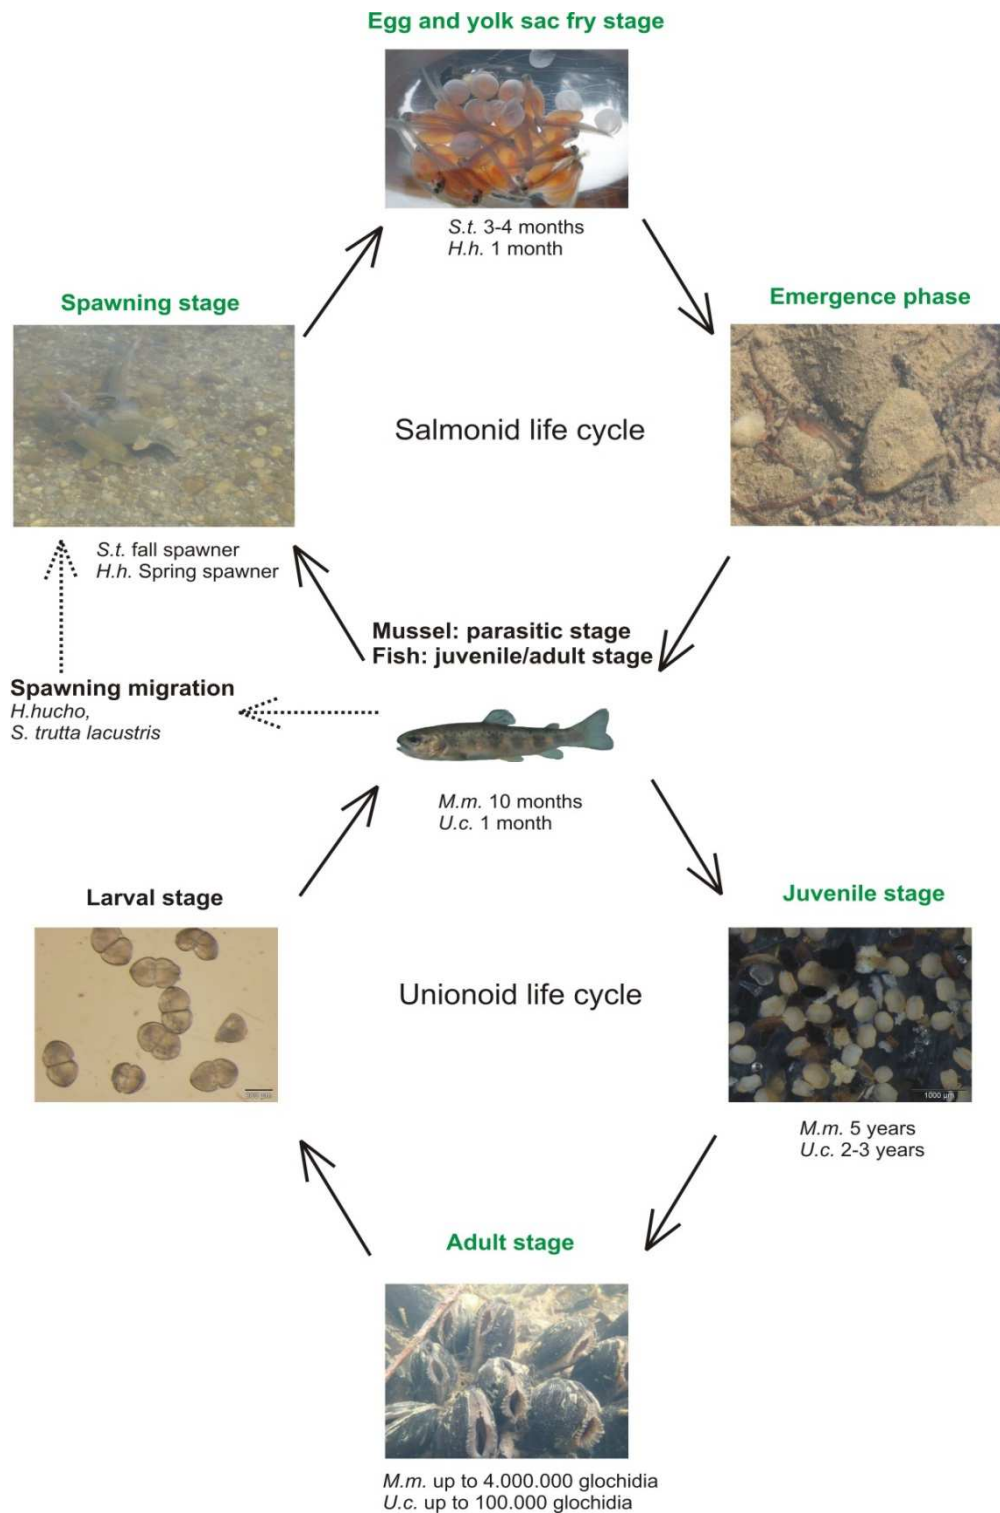 Egg and yolk sac fry stage
S.t. 3-4 months
H.h. 1 month
Spawning stage
Emergence phase
Salmonid life cycle
S.t. fall spawner
H.h. Spring spawner
Mussel: parasitic stage
Fish: juvenile/adult stage
Spawning migration
H.hucho,
S. trutta lacustris
M.m. 10 months
U.c. 1 month
Larval stage
Juvenile stage
Unionoid life cycle
1000 µm
M.m. 5 years
U.c. 2-3 years
Adult stage
M.m. up to 4.000.000 glochidia
U.c. up to 100.000 glochidia